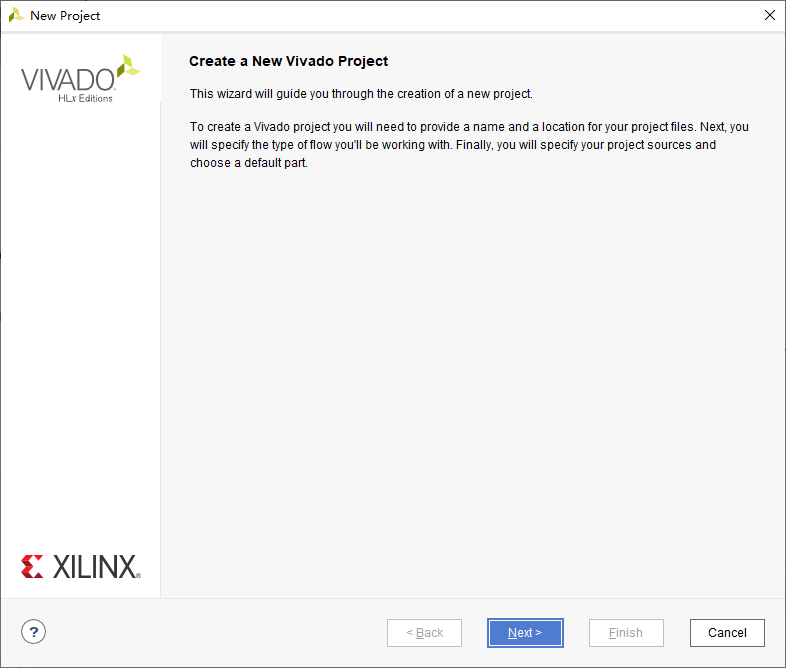 New Project
VIVADO.
HLx Editions
Create a New Vivado Project
This wizard will guide you through the creation of a new project.
To create a Vivado project you will need to provide a name and a location for your project files. Next, you
will specify the type of flow you'll be working with. Finally, you will specify your project sources and
choose a default part.
XILINX®
?
< Back
Next >
Finish
Cancel